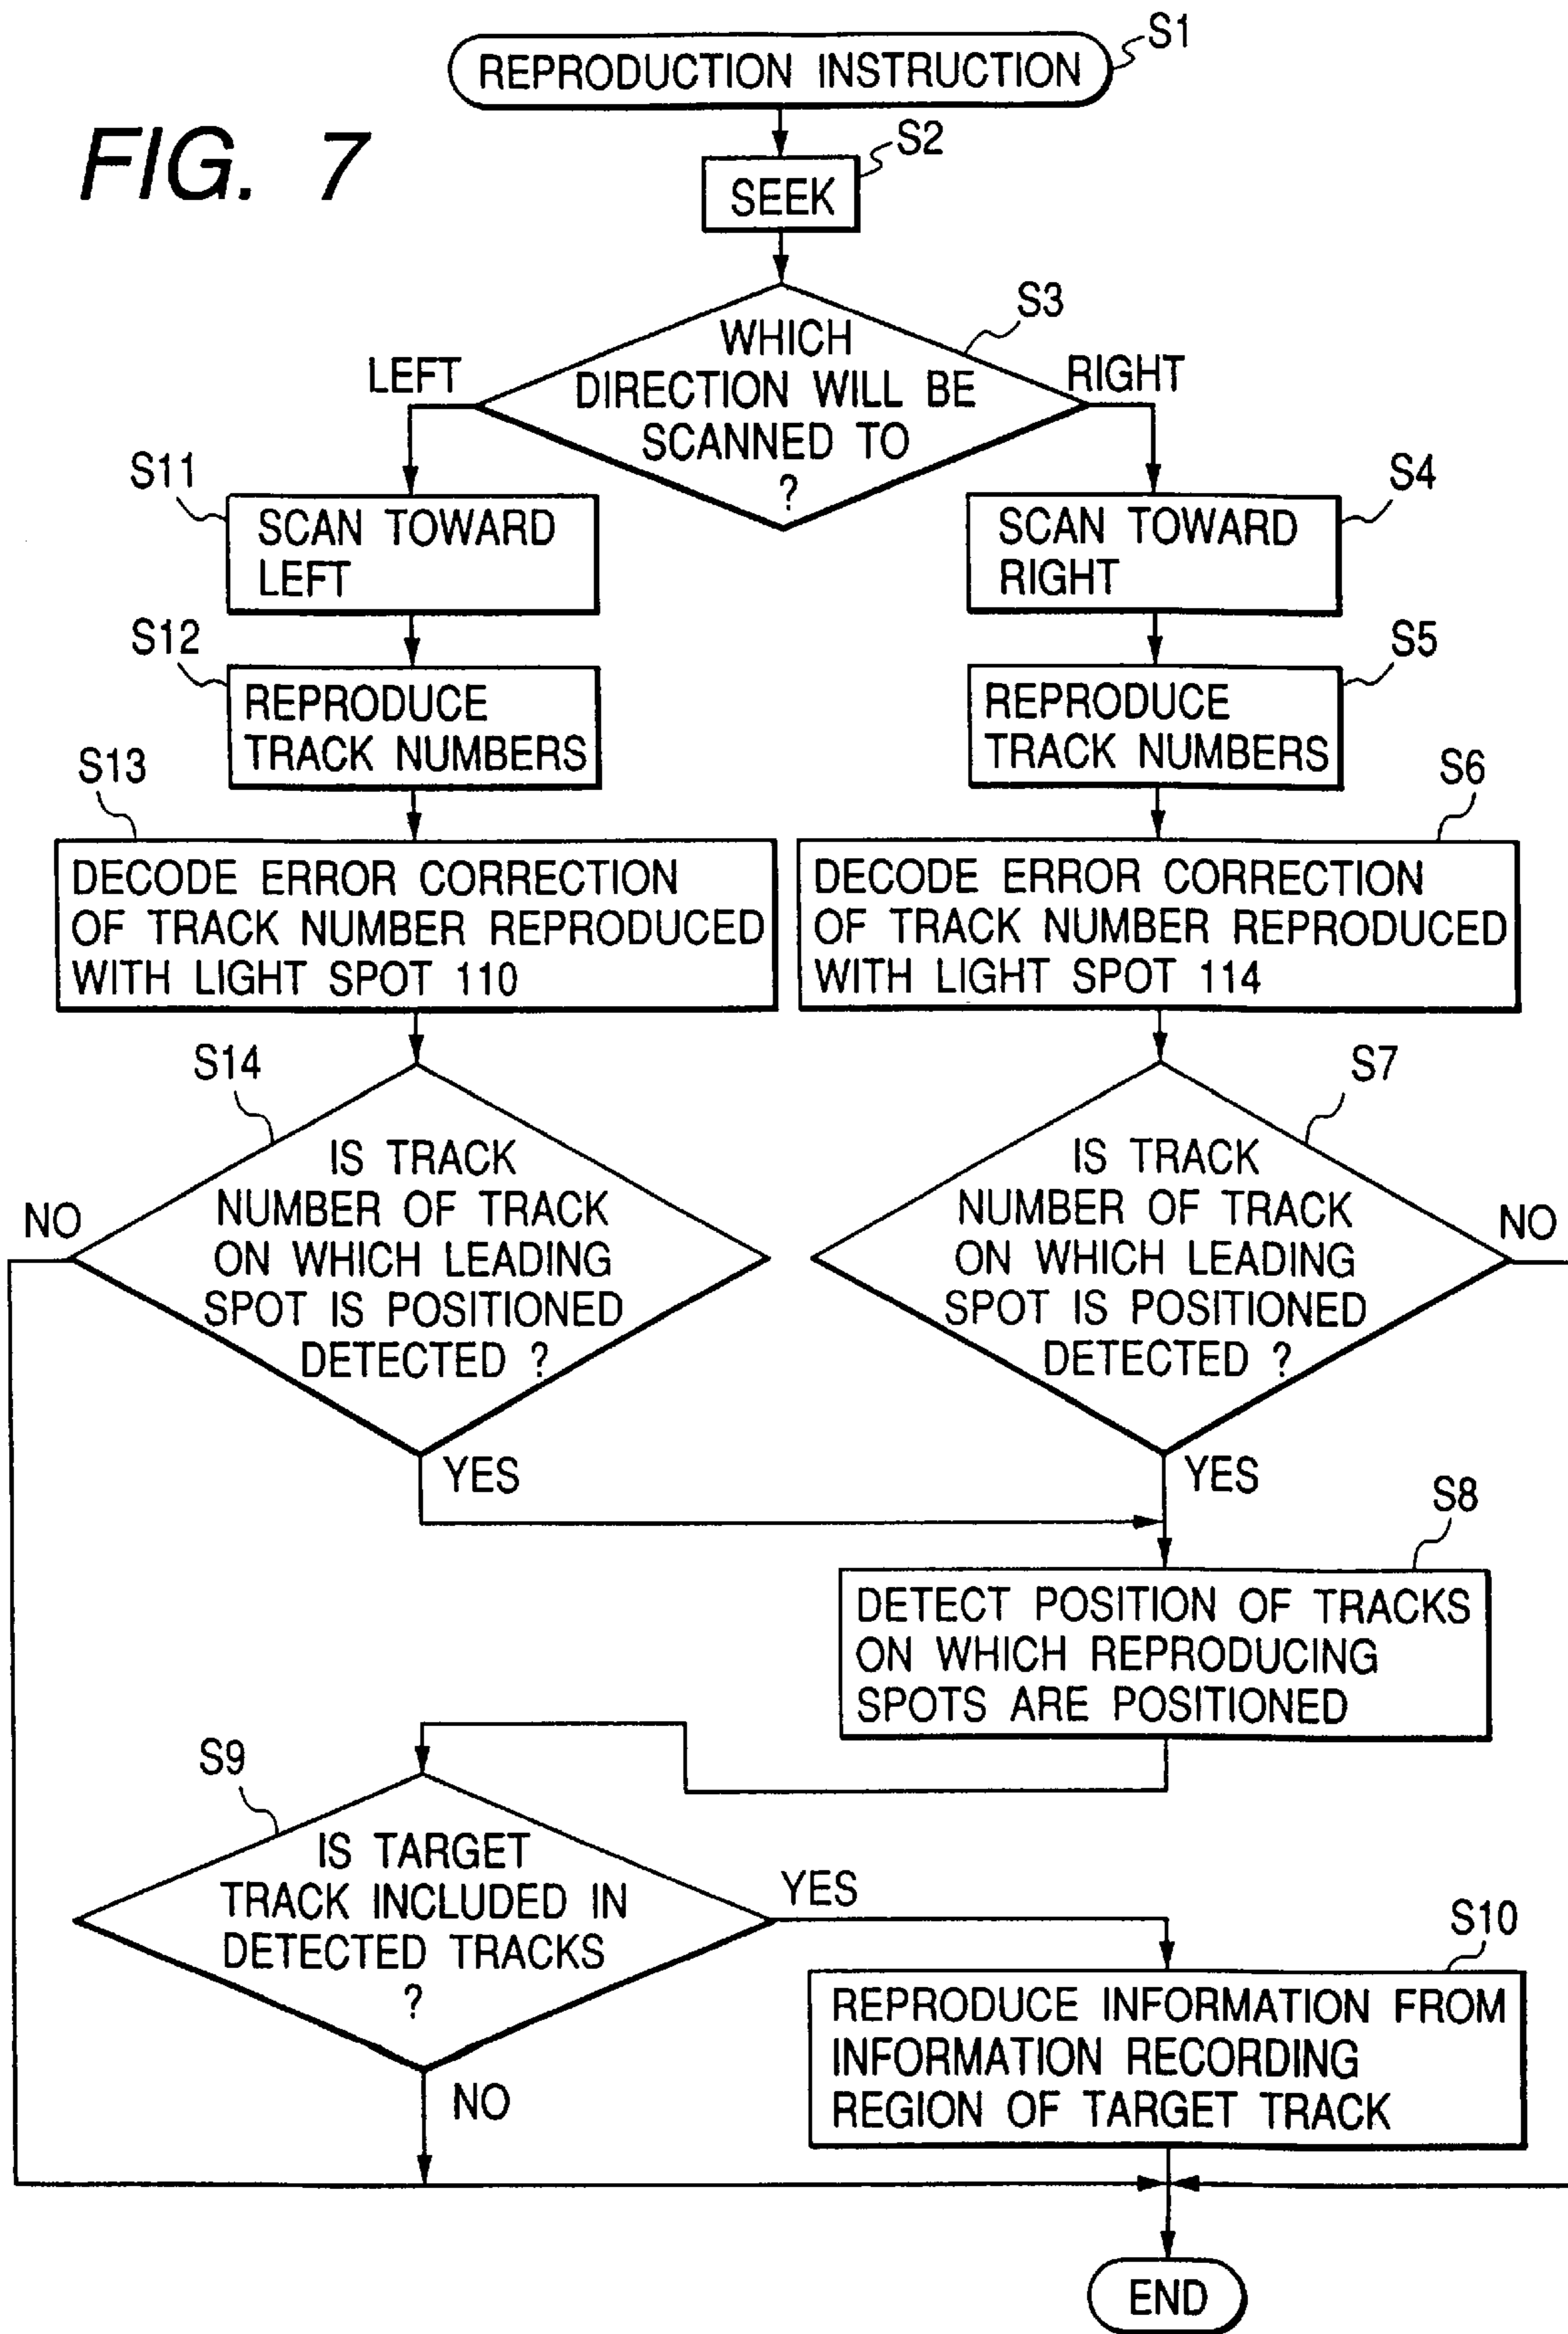 FIG. 7
REPRODUCTION INSTRUCTION
S1
S2
SEEK
S3
WHICH
DIRECTION WILL BE
SCANNED TO
?
LEFT
RIGHT
S11
SCAN TOWARD
LEFT
S4
SCAN TOWARD
RIGHT
S12
REPRODUCE
TRACK NUMBERS
S5
REPRODUCE
TRACK NUMBERS
S13
DECODE ERROR CORRECTION
OF TRACK NUMBER REPRODUCED
WITH LIGHT SPOT 110
S6
DECODE ERROR CORRECTION
OF TRACK NUMBER REPRODUCED
WITH LIGHT SPOT 114
S14
IS TRACK
NUMBER OF TRACK
ON WHICH LEADING
SPOT IS POSITIONED
DETECTED ?
NO
YES
S7
IS TRACK
NUMBER OF TRACK
ON WHICH LEADING
SPOT IS POSITIONED
DETECTED ?
NO
YES
S8
DETECT POSITION OF TRACKS
ON WHICH REPRODUCING
SPOTS ARE POSITIONED
S9
IS TARGET
TRACK INCLUDED IN
DETECTED TRACKS
?
YES
NO
S10
REPRODUCE INFORMATION FROM
INFORMATION RECORDING
REGION OF TARGET TRACK
END